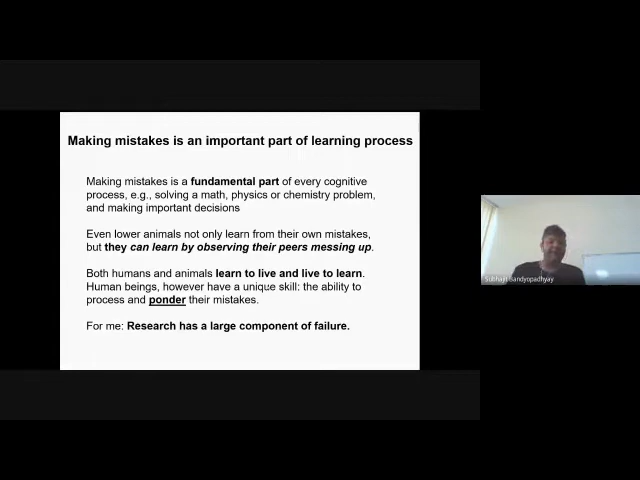 Making mistakes is an important part of learning process
Making mistakes is a fundamental part of every cognitive
process, e.g., solving a math, physics or chemistry problem,
and making important decisions
Even lower animals not only learn from their own mistakes,
but they can learn by observing their peers messing up.
Both humans and animals learn to live and live to learn.
Human beings, however have a unique skill: the ability to
process and ponder their mistakes.
For me: Research has a large component of failure.
Subhajit Bandyopadhyay